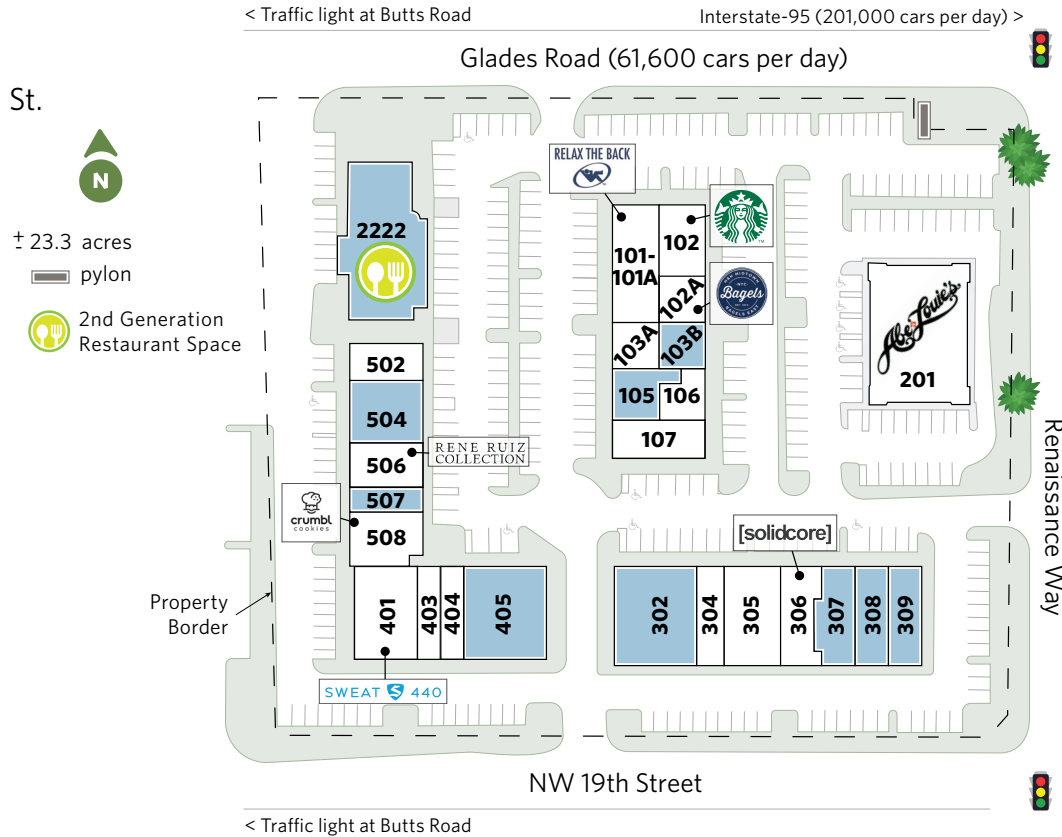 < Traffic light at Butts Road
Interstate-95 (201,000 cars per day) >
Glades Road (61,600 cars per day)
St.
N
± 23.3 acres
pylon
2nd Generation
Restaurant Space
RELAX THE BACK
2222
101-
101A
102
102A
Bagels
103A
103B
105
106
107
Abe & Louie's
201
502
504
506
RENE RUIZ
COLLECTION
507
crumbl
cookies
508
[solidcore]
Renaissance Way
Property
Border
401
403
404
405
302
304
305
306
307
308
309
SWEAT S 440
NW 19th Street
< Traffic light at Butts Road